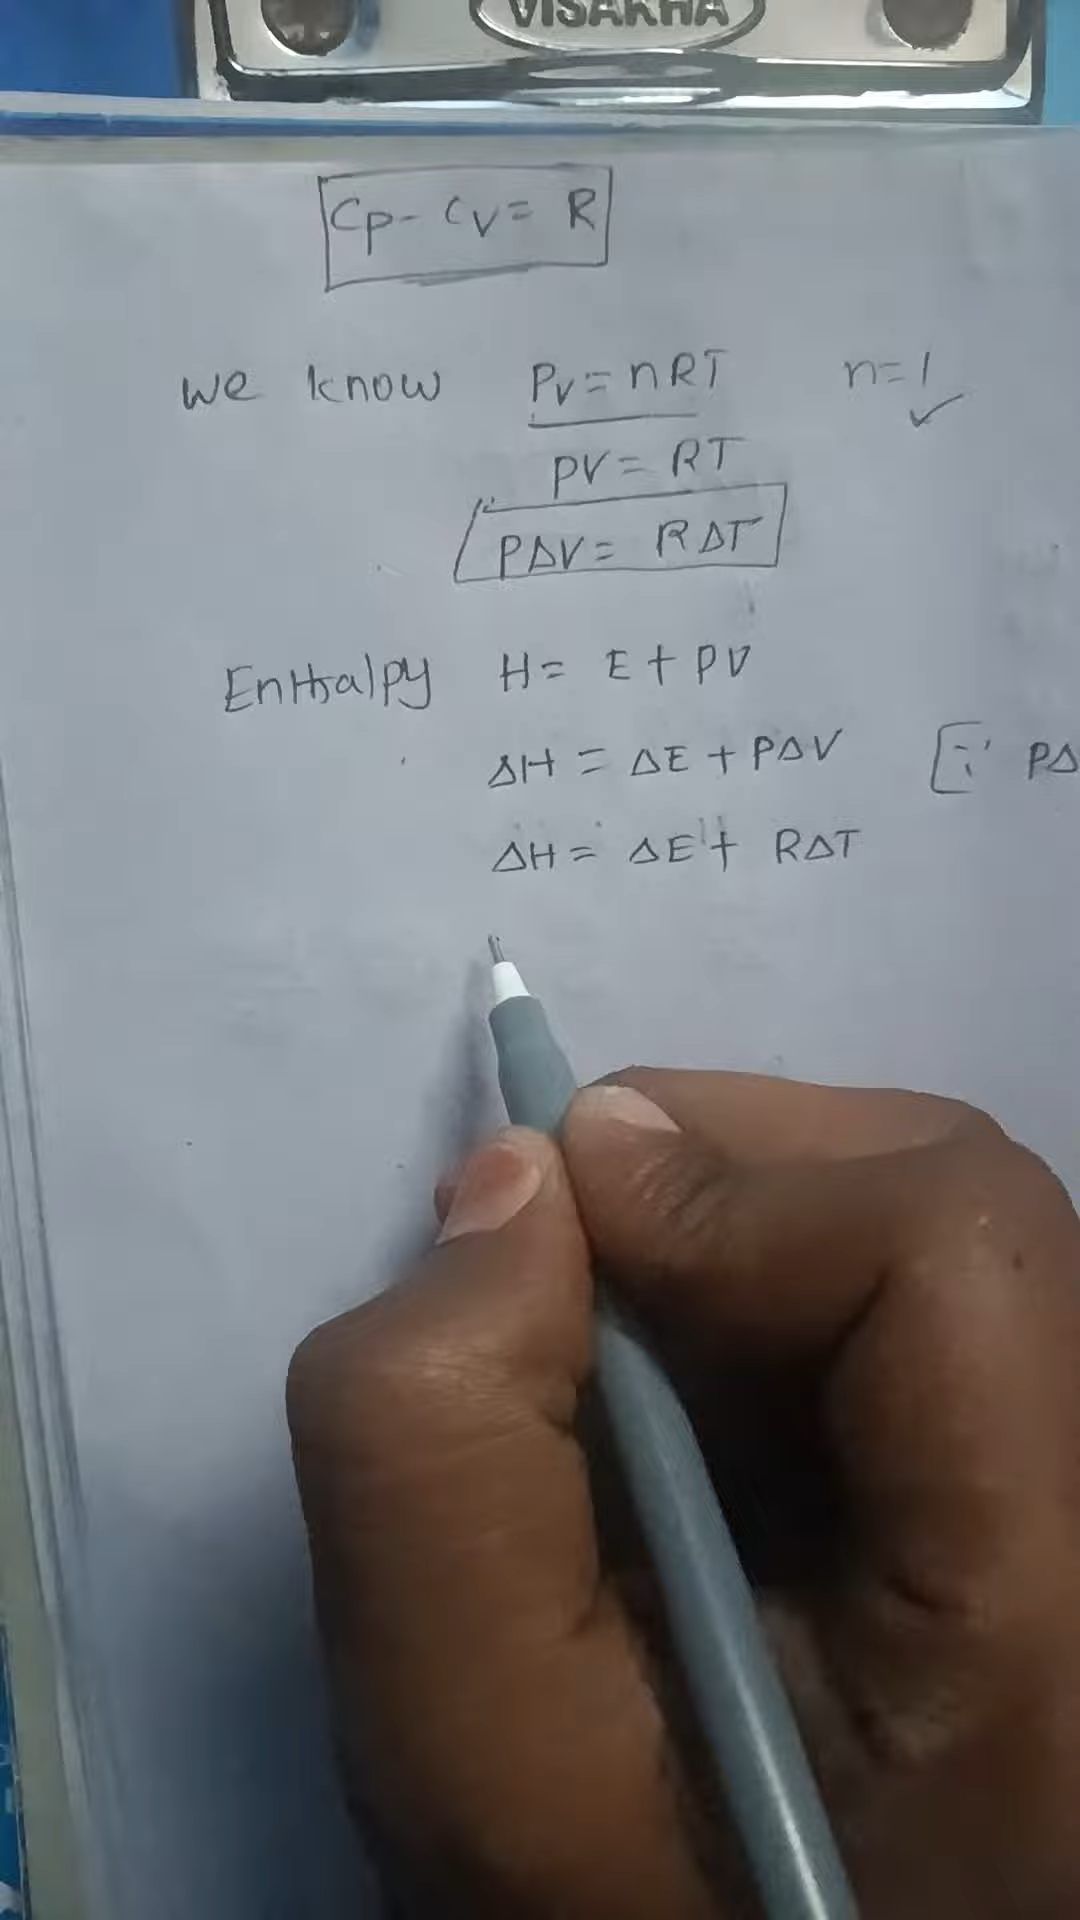 VISAKHA
Cp - Cv = R
we know PV = nRT n=1 ✓
PV = RT
PΔV = RΔT
Enthalpy H = E + PV
ΔH = ΔE + PΔV [∵ PΔ
ΔH = ΔE + RΔT